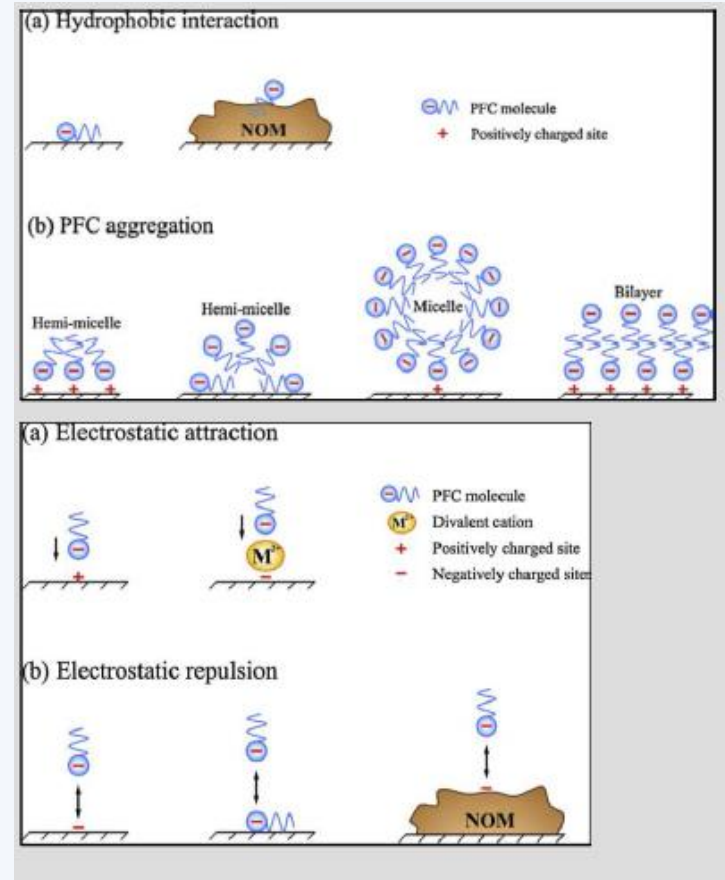 (a) Hydrophobic interaction
NOM
PFC molecule
+ Positively charged site
(b) PFC aggregation
Hemi-micelle
Hemi-micelle
Micelle
Bilayer
(a) Electrostatic attraction
M²⁺
PFC molecule
M²⁺ Divalent cation
+ Positively charged site
− Negatively charged site
(b) Electrostatic repulsion
NOM